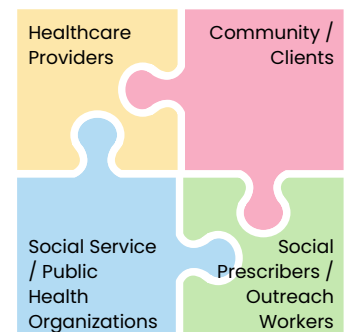 Healthcare
Providers
Community /
Clients
Social Service
/ Public
Health
Organizations
Social
Prescribers /
Outreach
Workers